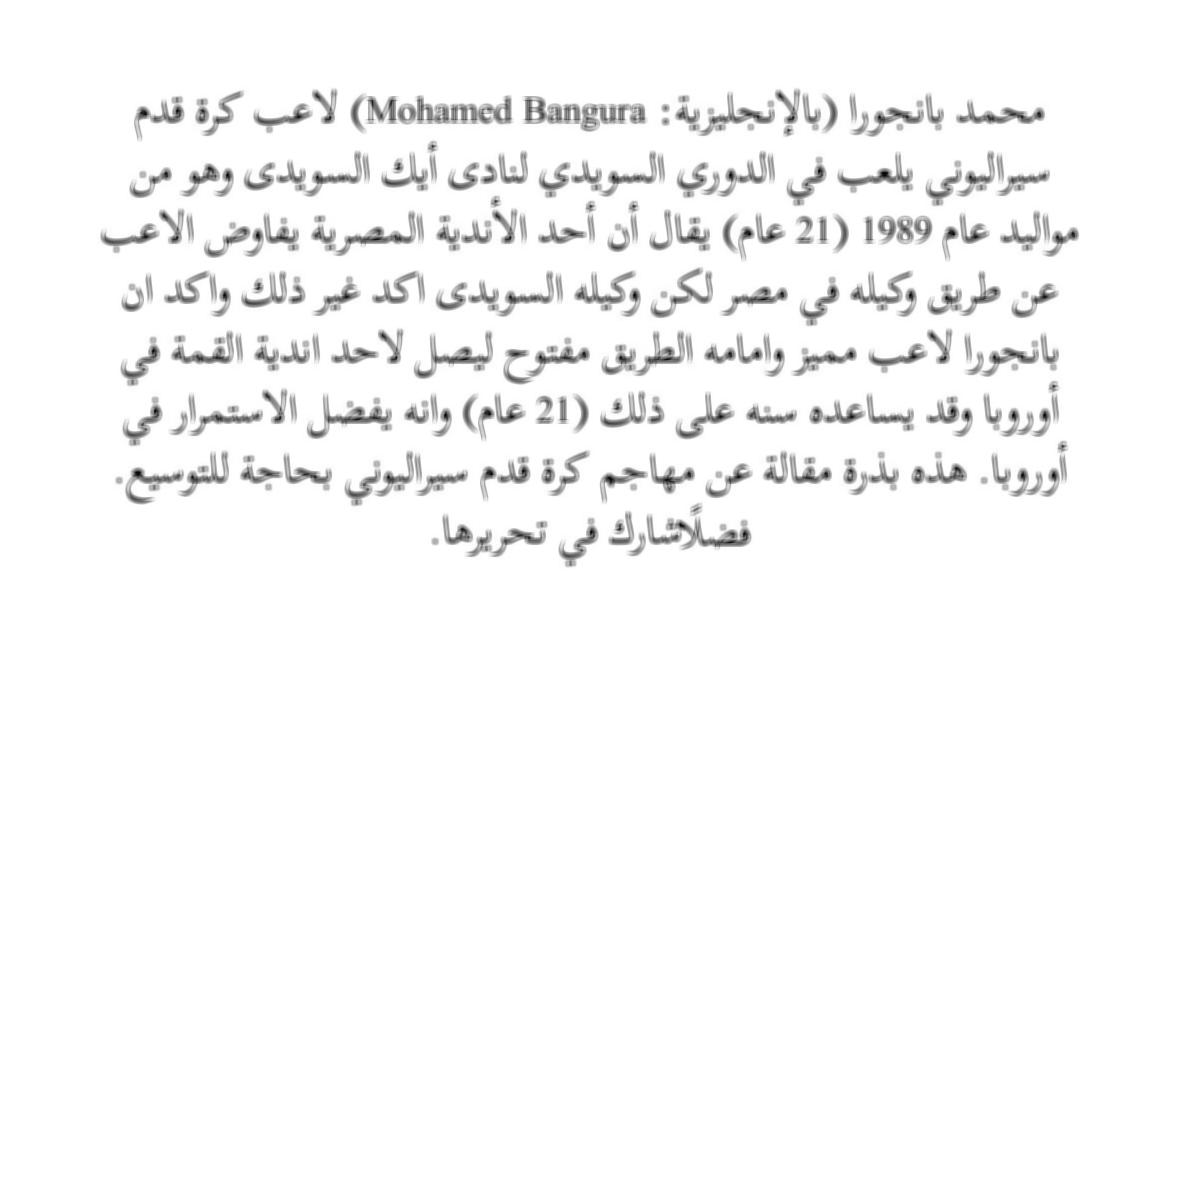 محمد بانجورا (بالإنجليزية: Mohamed Bangura) لاعب كرة قدم
سيراليوني يلعب في الدوري السويدي لنادى أيك السويدى وهو من
مواليد عام 1989 (21 عام) يقال أن أحد الأندية المصرية يفاوض الاعب
عن طريق وكيله في مصر لكن وكيله السويدى اكد غير ذلك واكد ان
بانجورا لاعب مميز وامامه الطريق مفتوح ليصل لاحد اندية القمة في
أوروبا وقد يساعده سنه على ذلك (21 عام) وانه يفضل الاستمرار في
أوروبا. هذه بذرة مقالة عن مهاجم كرة قدم سيراليوني بحاجة للتوسيع.
فضلًاشارك في تحريرها.